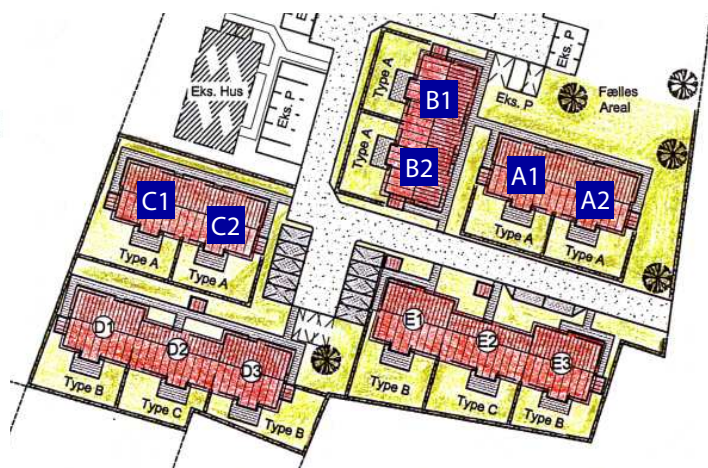 Eks. Hus
Eks. P
Type A
B1
Eks. P
Fælles
Areal
Type A
B2
A1
A2
C1
C2
Type A
Type A
Type A
Type A
D1
D2
D3
E1
E2
E3
Type B
Type C
Type B
Type B
Type C
Type B
P
P